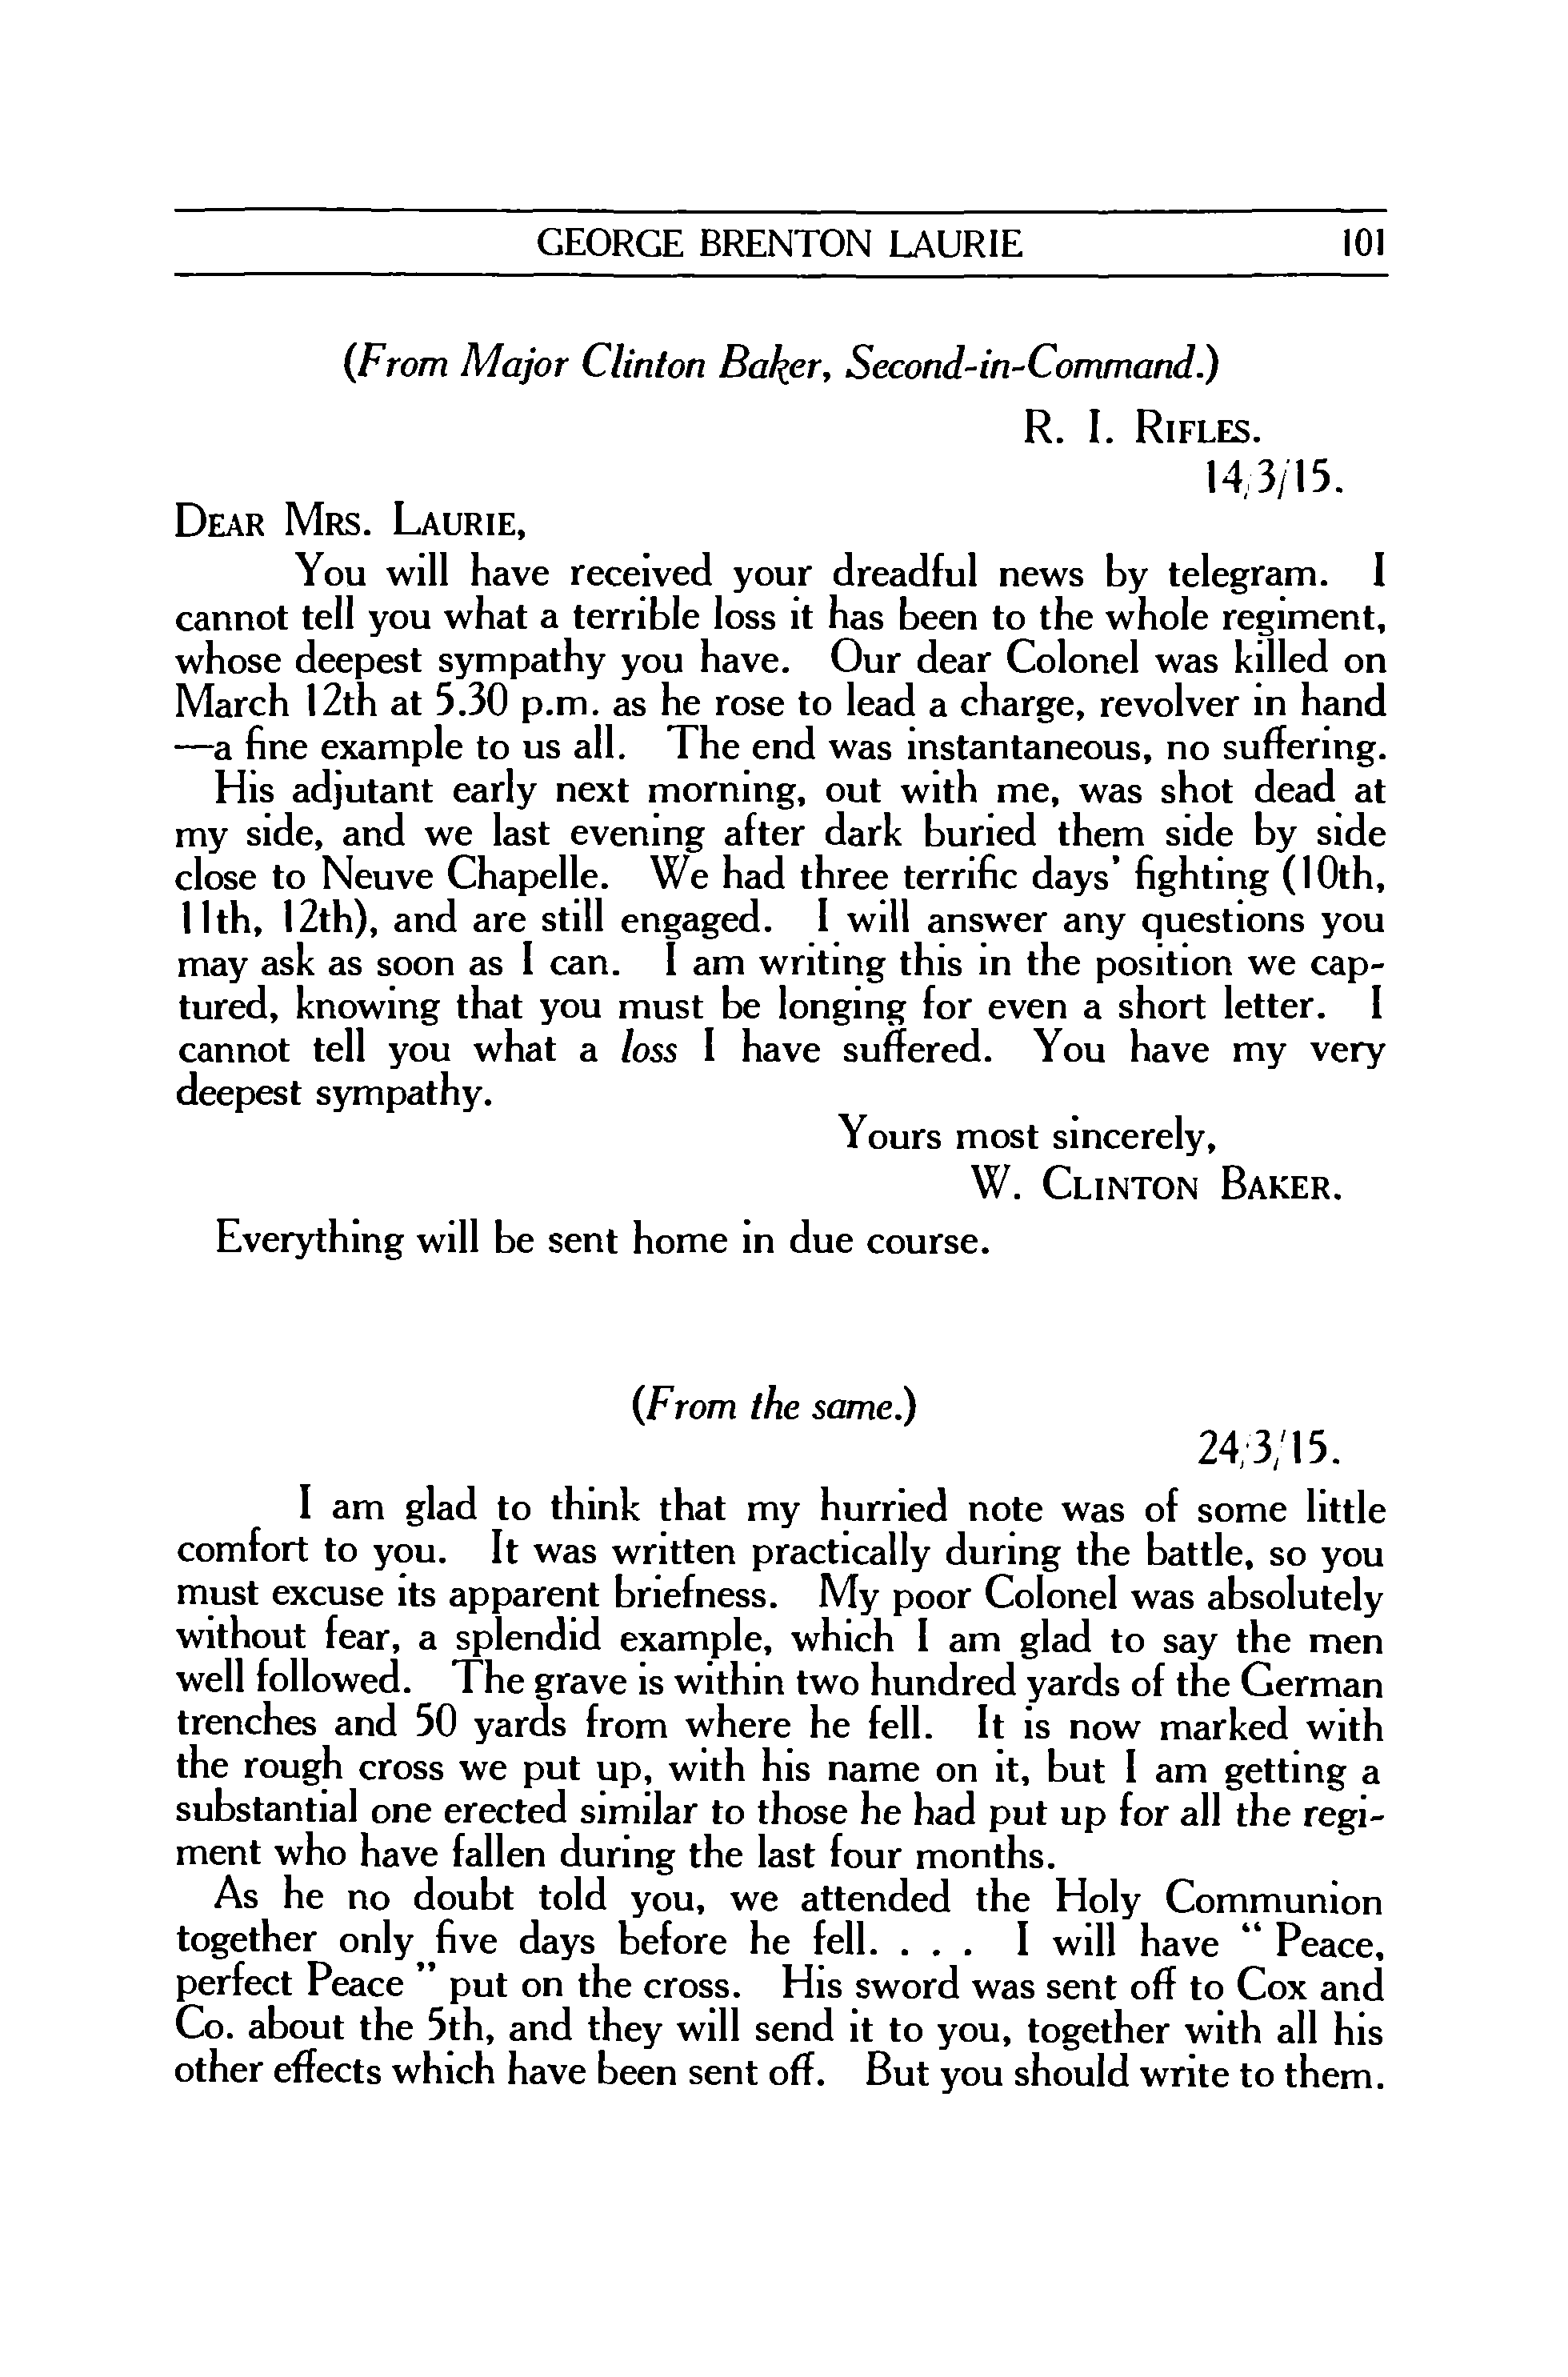 GEORGE BRENTON LAURIE 101
(From Major Clinton Baker, Second-in-Command.)
R. I. RIFLES.
14/3/15.
DEAR MRS. LAURIE,
You will have received your dreadful news by telegram. I
cannot tell you what a terrible loss it has been to the whole regiment,
whose deepest sympathy you have. Our dear Colonel was killed on
March 12th at 5.30 p.m. as he rose to lead a charge, revolver in hand
—a fine example to us all. The end was instantaneous, no suffering.
His adjutant early next morning, out with me, was shot dead at
my side, and we last evening after dark buried them side by side
close to Neuve Chapelle. We had three terrific days' fighting (10th,
11th, 12th), and are still engaged. I will answer any questions you
may ask as soon as I can. I am writing this in the position we cap-
tured, knowing that you must be longing for even a short letter. I
cannot tell you what a loss I have suffered. You have my very
deepest sympathy.
Yours most sincerely,
W. CLINTON BAKER.
Everything will be sent home in due course.
(From the same.)
24/3/15.
I am glad to think that my hurried note was of some little
comfort to you. It was written practically during the battle, so you
must excuse its apparent briefness. My poor Colonel was absolutely
without fear, a splendid example, which I am glad to say the men
well followed. The grave is within two hundred yards of the German
trenches and 50 yards from where he fell. It is now marked with
the rough cross we put up, with his name on it, but I am getting a
substantial one erected similar to those he had put up for all the regi-
ment who have fallen during the last four months.
As he no doubt told you, we attended the Holy Communion
together only five days before he fell. . . . I will have “ Peace,
perfect Peace ” put on the cross. His sword was sent off to Cox and
Co. about the 5th, and they will send it to you, together with all his
other effects which have been sent off. But you should write to them.